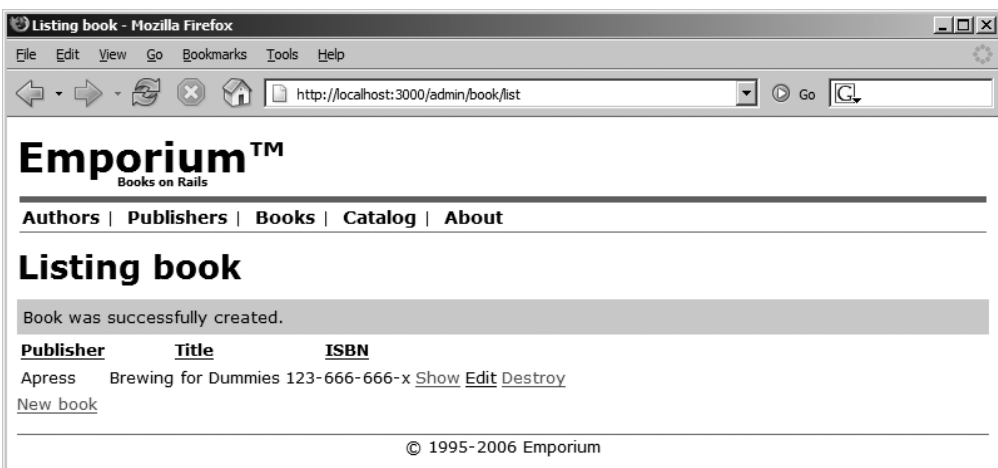 Listing book - Mozilla Firefox
File Edit View Go Bookmarks Tools Help
http://localhost:3000/admin/book/list Go G
Emporium™
Books on Rails
Authors | Publishers | Books | Catalog | About
Listing book
Book was successfully created.
Publisher Title ISBN
Apress Brewing for Dummies 123-666-666-x Show Edit Destroy
New book
© 1995-2006 Emporium